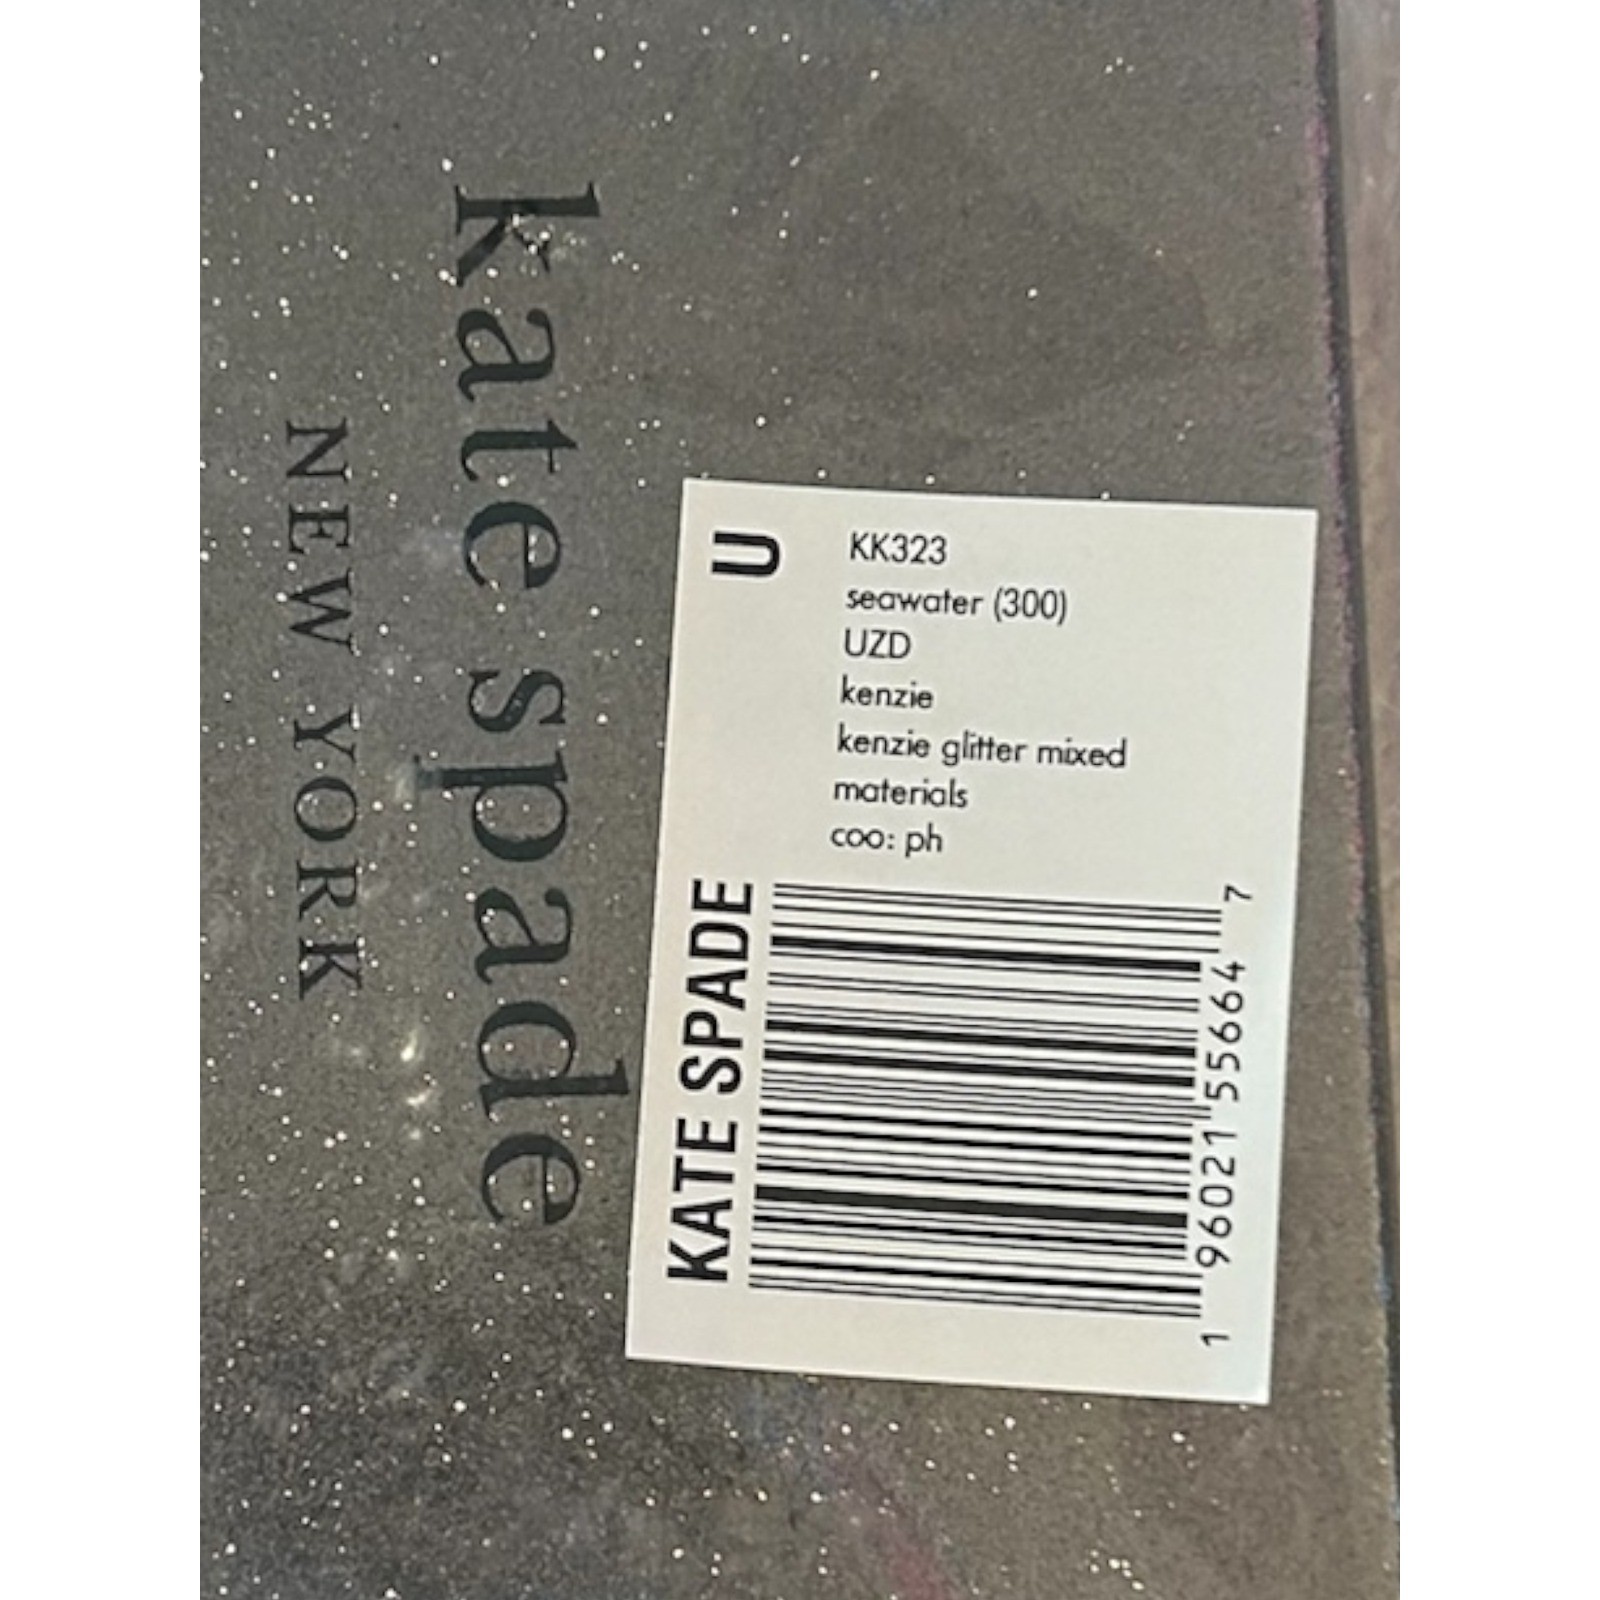 kate spade
NEW YORK
U
KK323
seawater (300)
UZD
kenzie
kenzie glitter mixed
materials
coo: ph
KATE SPADE
1 96021 55664 7